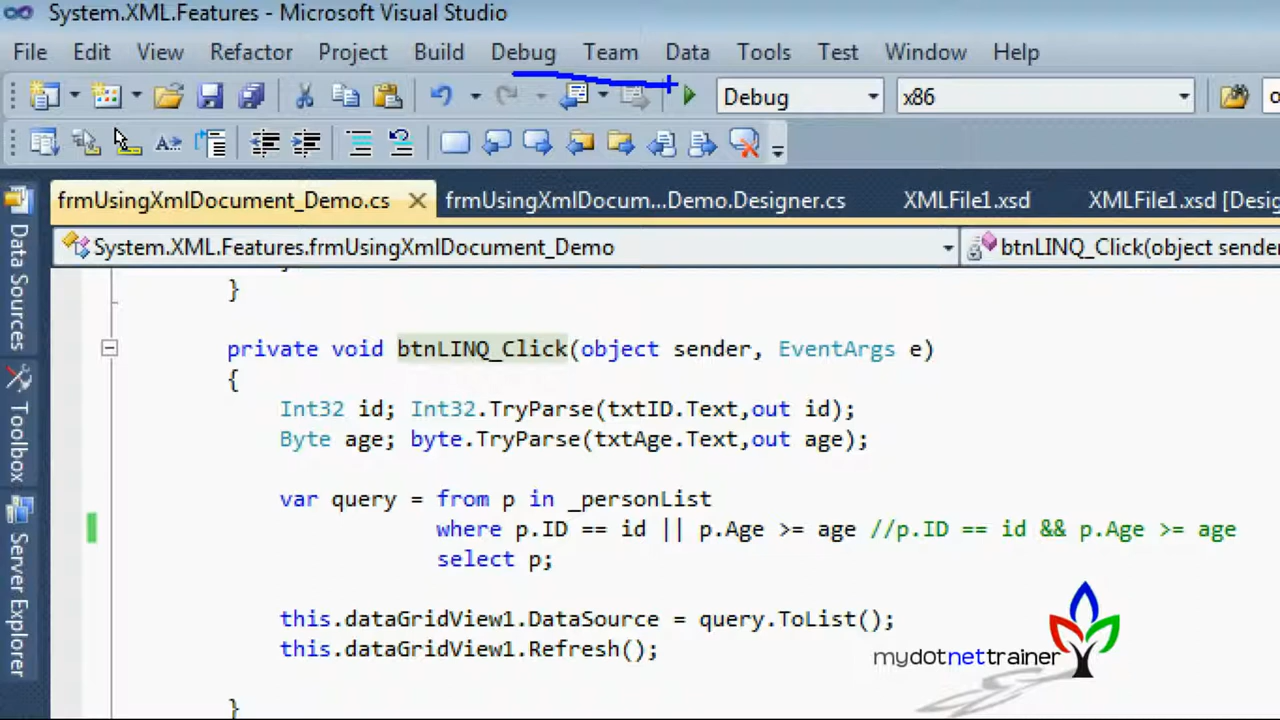 System.XML.Features - Microsoft Visual Studio
File Edit View Refactor Project Build Debug Team Data Tools Test Window Help
Debug x86
frmUsingXmlDocument_Demo.cs frmUsingXmlDocum...Demo.Designer.cs XMLFile1.xsd XMLFile1.xsd [Desig
System.XML.Features.frmUsingXmlDocument_Demo btnLINQ_Click(object sender
}
private void btnLINQ_Click(object sender, EventArgs e)
{
Int32 id; Int32.TryParse(txtID.Text,out id);
Byte age; byte.TryParse(txtAge.Text,out age);
var query = from p in _personList
where p.ID == id || p.Age >= age //p.ID == id && p.Age >= age
select p;
this.dataGridView1.DataSource = query.ToList();
this.dataGridView1.Refresh();
}
Data Sources
Toolbox
Server Explorer
mydotnettrainer